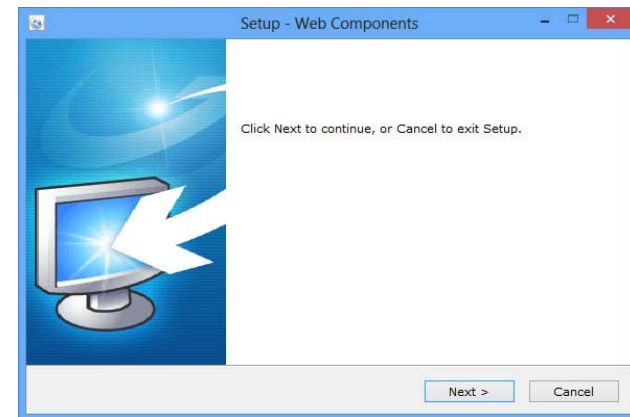 Setup - Web Components
Click Next to continue, or Cancel to exit Setup.
Next >
Cancel